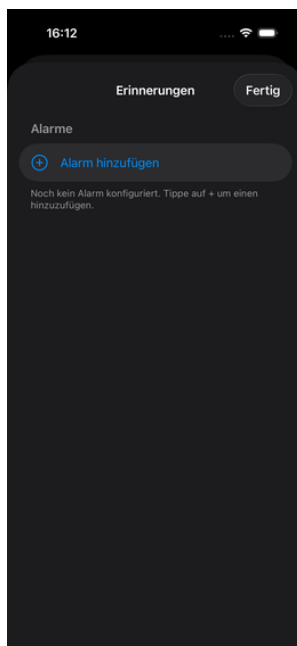 16:12
Erinnerungen
Fertig
Alarme
Alarm hinzufügen
Noch kein Alarm konfiguriert. Tippe auf + um einen
hinzuzufügen.